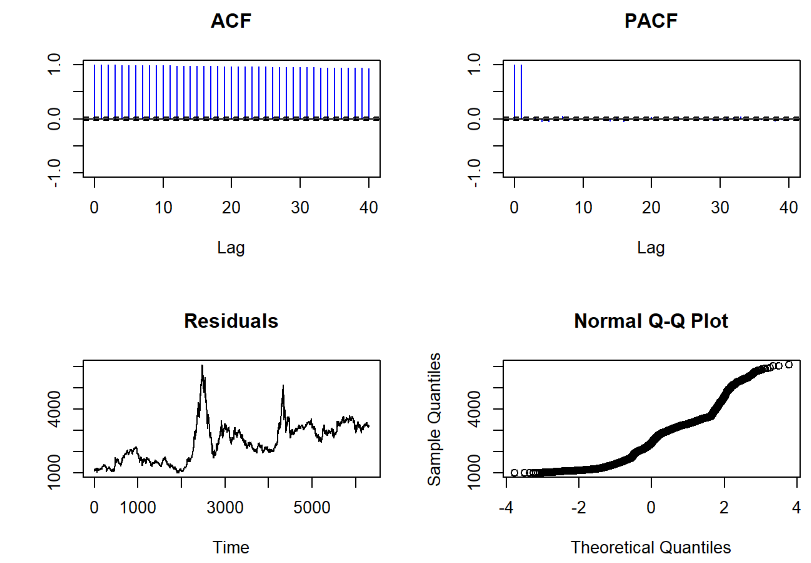 ACF
1.0
0.0
-1.0
0 10 20 30 40
Lag
PACF
1.0
0.0
-1.0
0 10 20 30 40
Lag
Residuals
4000
1000
0 1000 3000 5000
Time
Normal Q-Q Plot
Sample Quantiles
4000
1000
-4 -2 0 2 4
Theoretical Quantiles